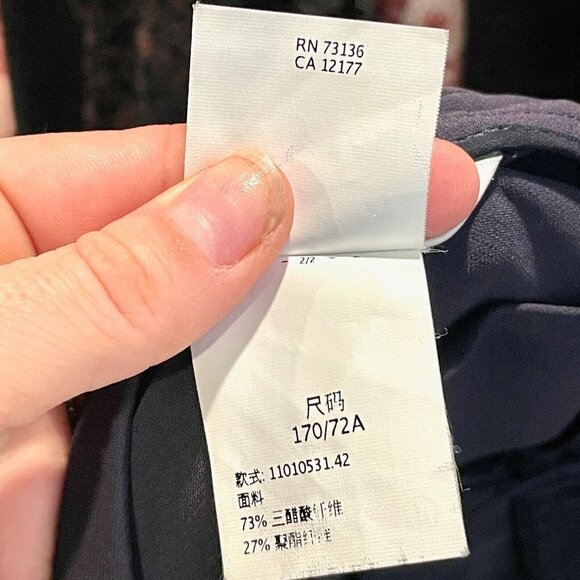 RN 73136
CA 12177
2/2
尺码
170/72A
款式: 11010531.42
面料
73% 三醋酸纤维
27% 聚酯纤维